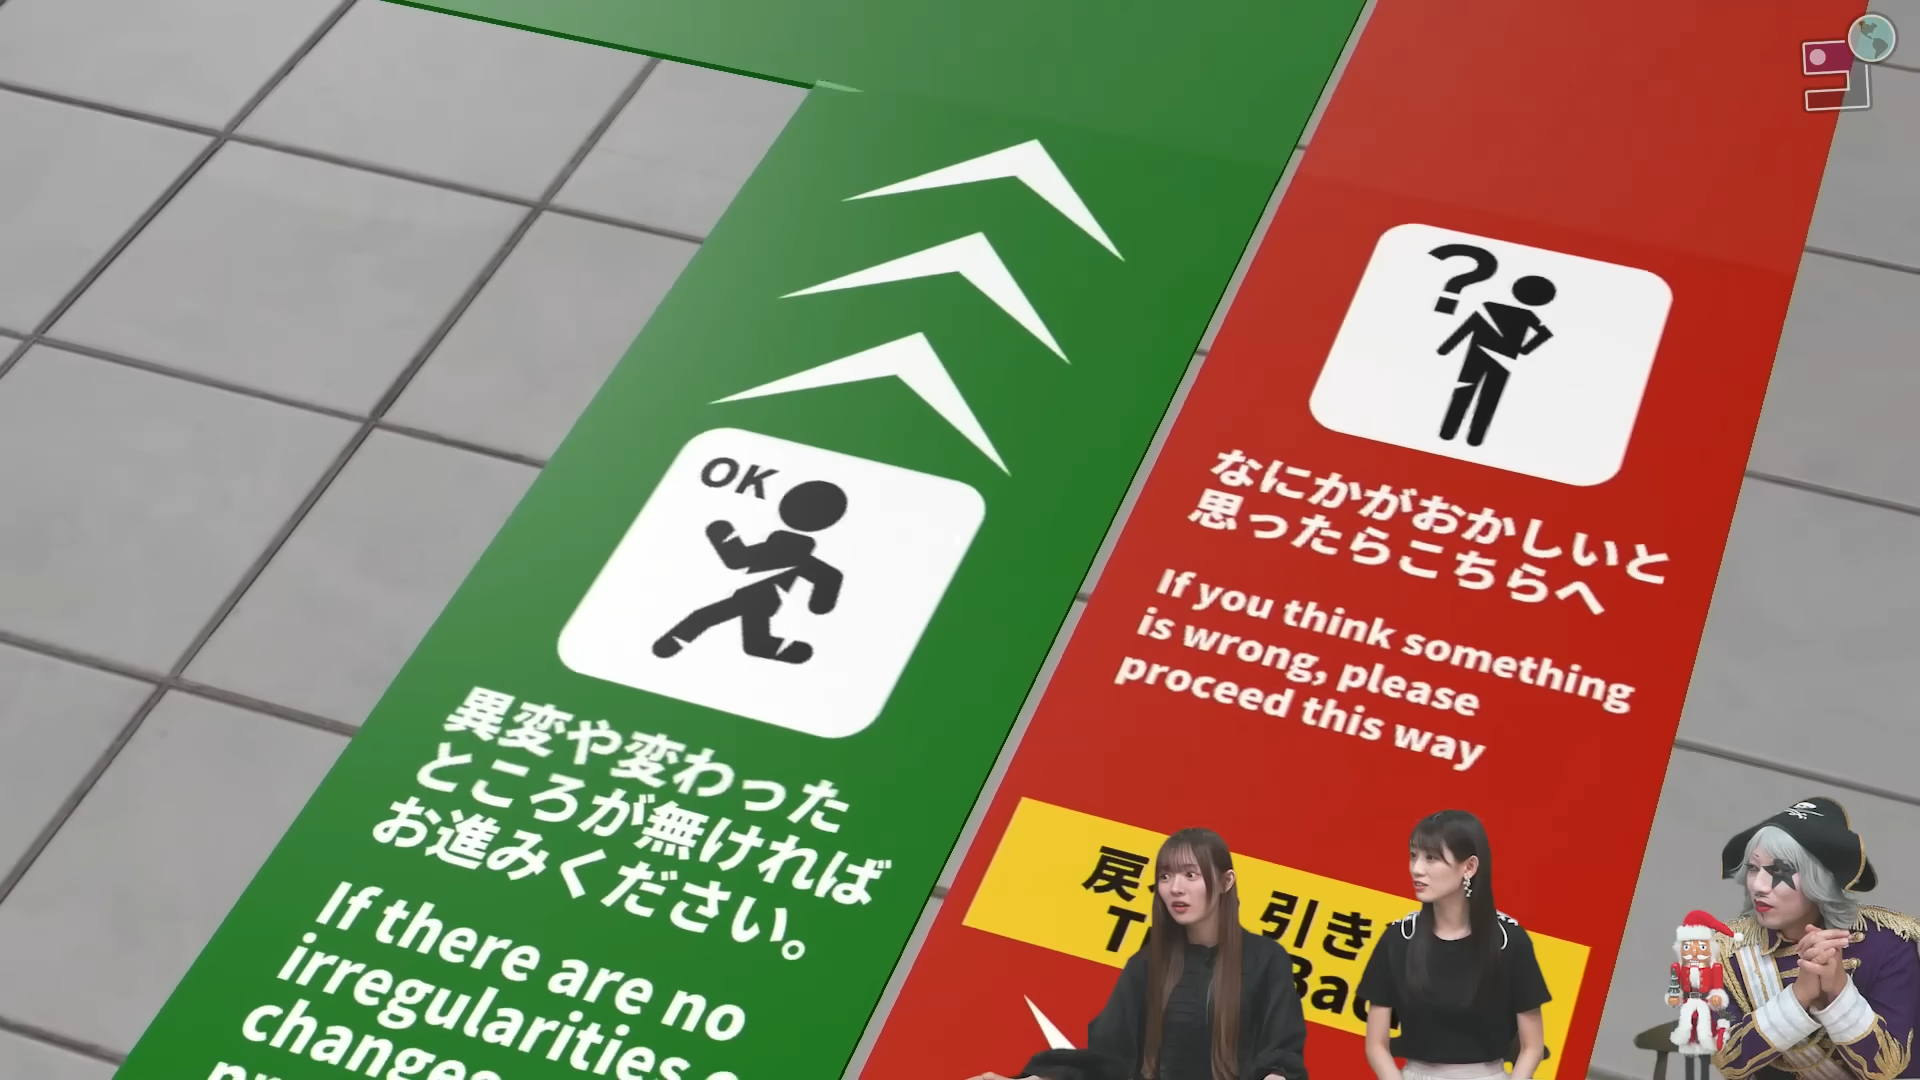 OK
異変や変わった
ところが無ければ
お進みください。
If there are no
irregularities
?
なにかがおかしいと
思ったらこちらへ
If you think something
is wrong, please
proceed this way
引き